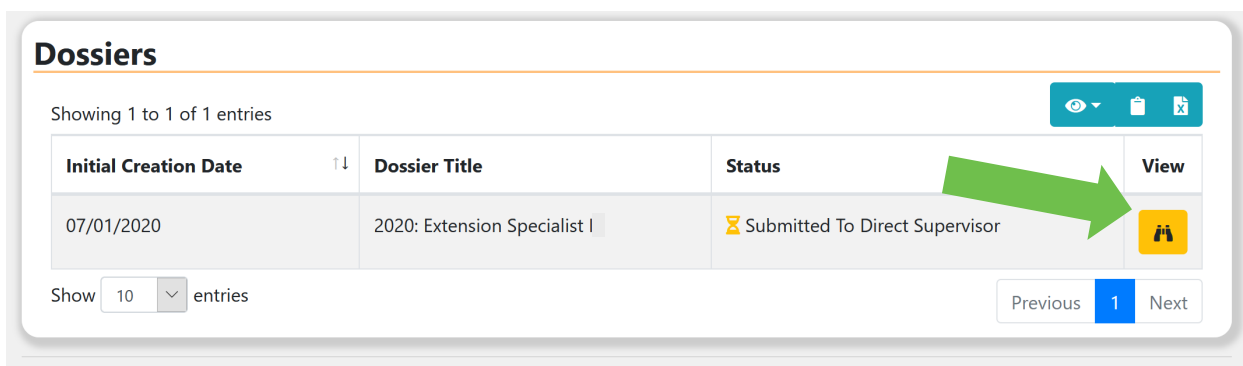 Dossiers
Showing 1 to 1 of 1 entries
Initial Creation Date Dossier Title Status View
07/01/2020 2020: Extension Specialist I Submitted To Direct Supervisor
Show 10 entries
Previous 1 Next